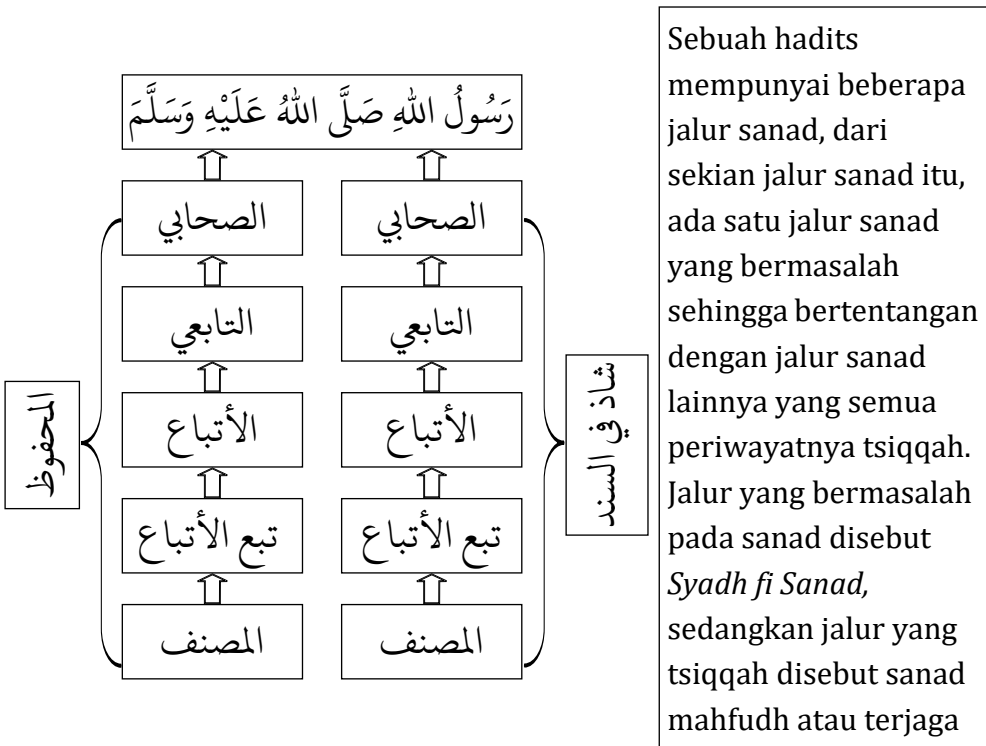 رَسُولُ اللهِ صَلَّى اللهُ عَلَيْهِ وَسَلَّمَ
الصحابي
الصحابي
التابعي
التابعي
الأتباع
الأتباع
تبع الأتباع
تبع الأتباع
المصنف
المصنف
شاذ في السند
المحفوظ
Sebuah hadits
mempunyai beberapa
jalur sanad, dari
sekian jalur sanad itu,
ada satu jalur sanad
yang bermasalah
sehingga bertentangan
dengan jalur sanad
lainnya yang semua
periwayatnya tsiqqah.
Jalur yang bermasalah
pada sanad disebut
Syadh fi Sanad,
sedangkan jalur yang
tsiqqah disebut sanad
mahfudh atau terjaga